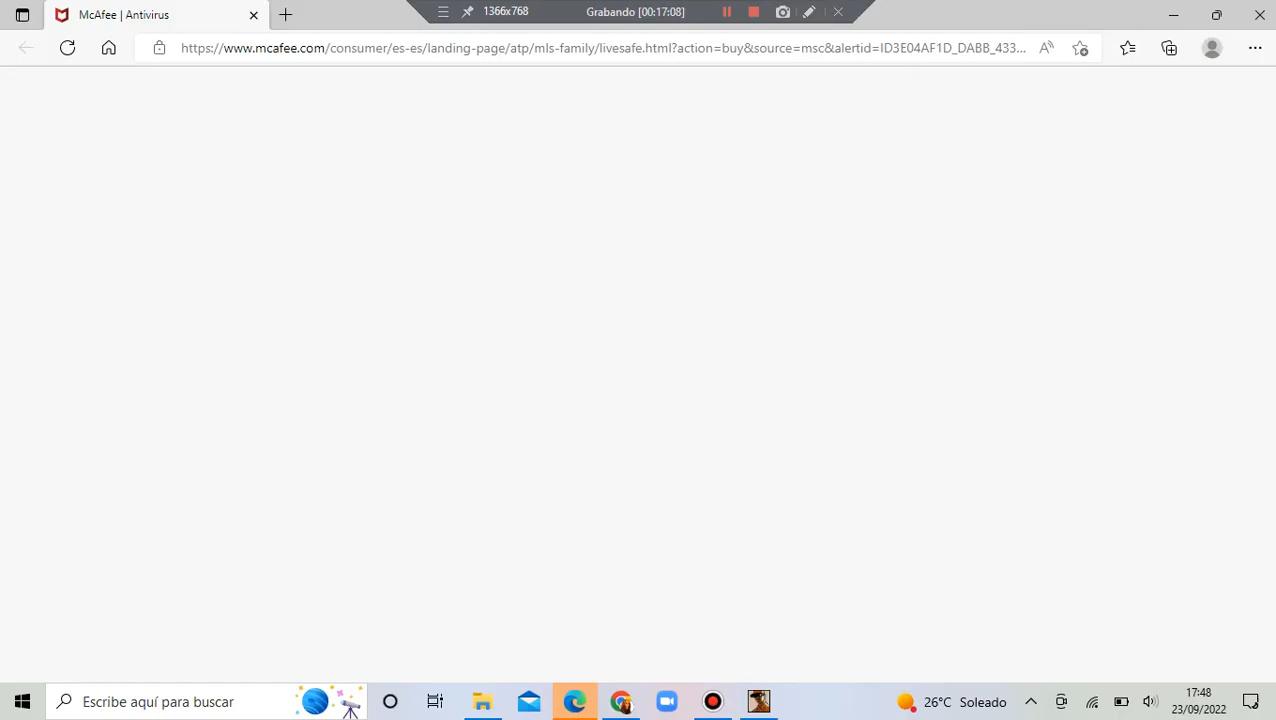 McAfee | Antivirus
1366x768
Grabando [00:17:08]
https://www.mcafee.com/consumer/es-es/landing-page/atp/mls-family/livesafe.html?action=buy&source=msc&alertid=ID3E04AF1D_DABB_433...
Escribe aquí para buscar
26°C Soleado
17:48
23/09/2022